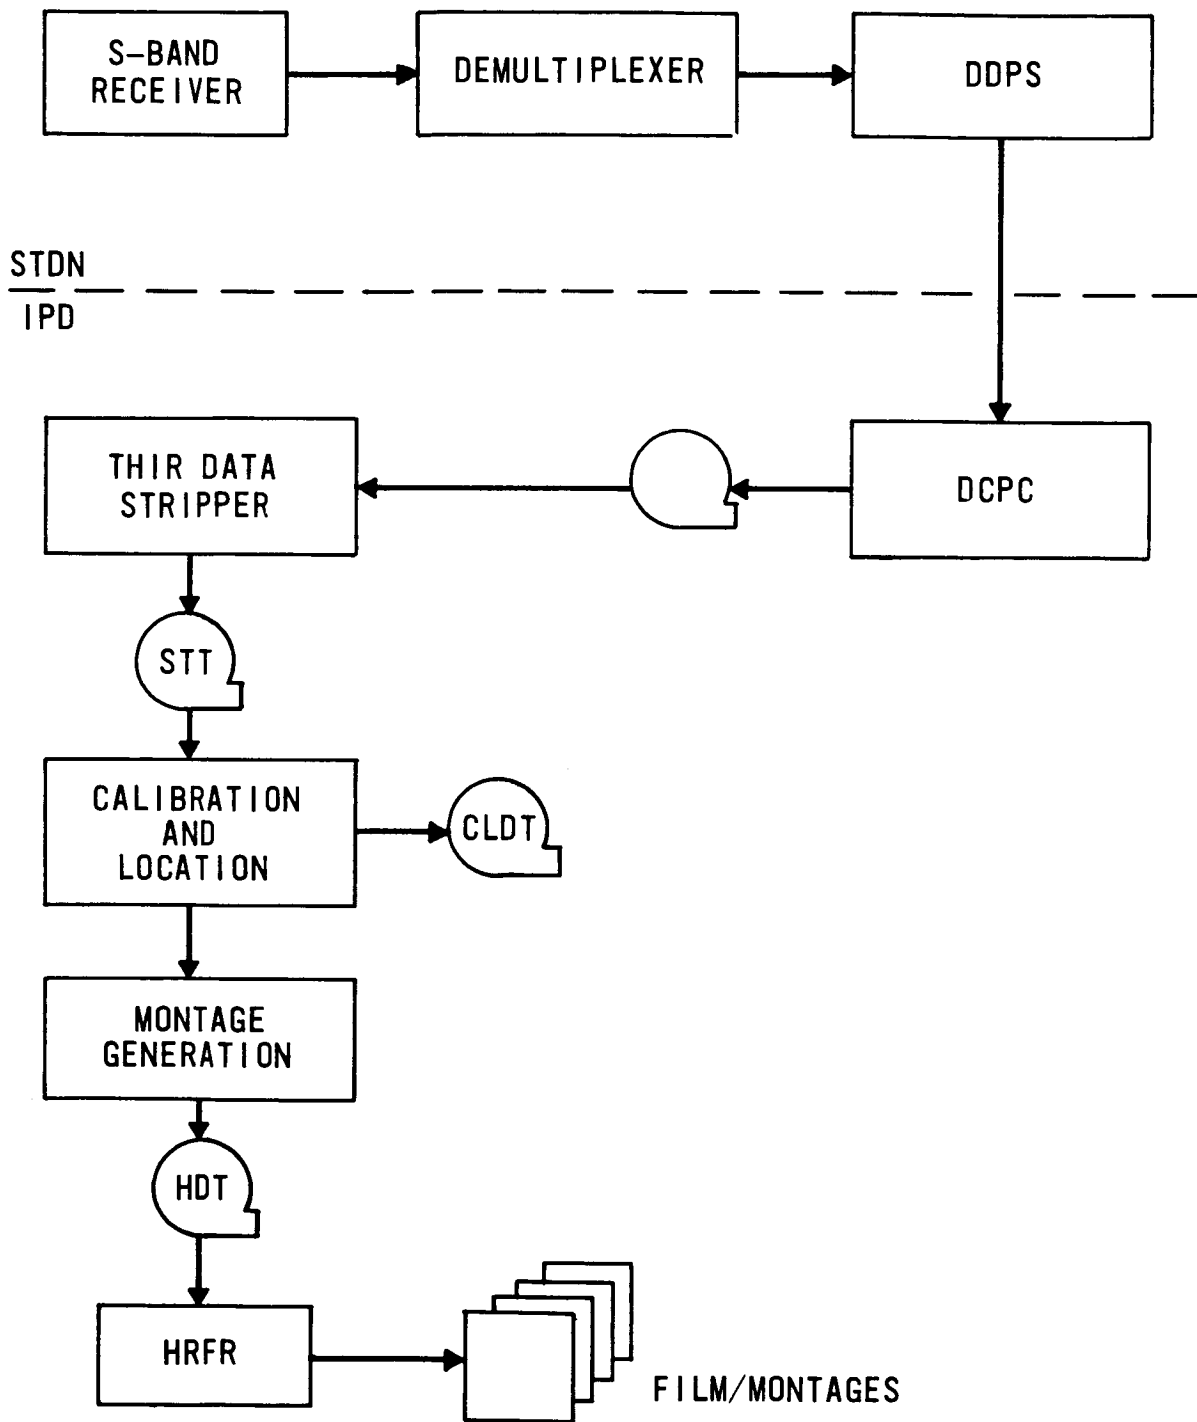 S-BAND
RECEIVER
DEMULTIPLEXER
DDPS
STDN
IPD
THIR DATA
STRIPPER
DCPC
STT
CALIBRATION
AND
LOCATION
CLDT
MONTAGE
GENERATION
HDT
HRFR
FILM/MONTAGES